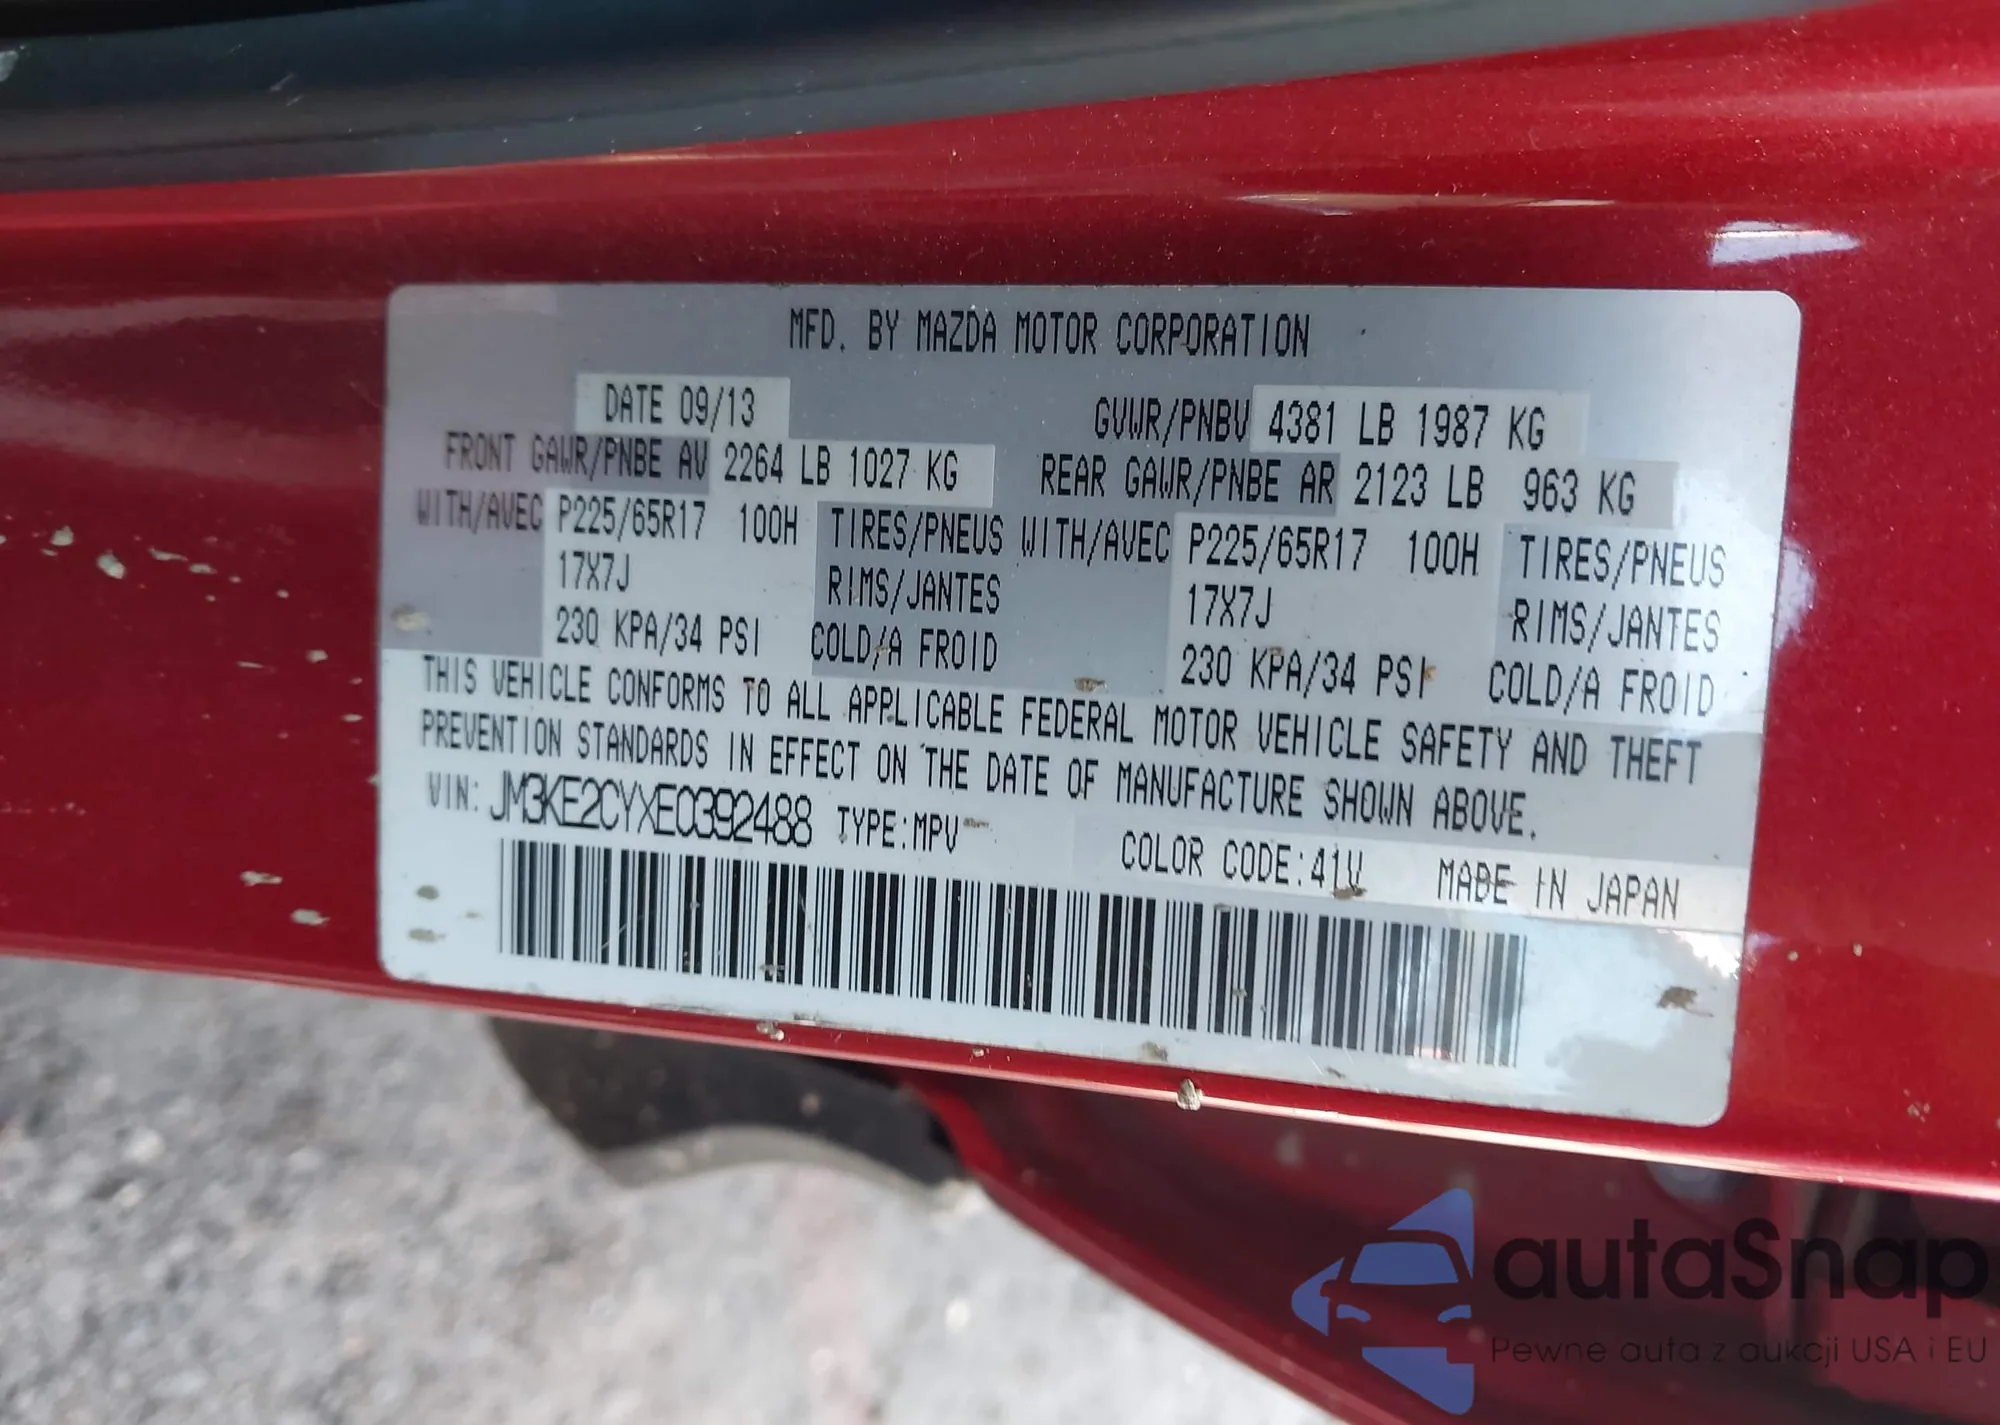 MFD. BY MAZDA MOTOR CORPORATION
DATE 09/13 GVWR/PNBV 4381 LB 1987 KG
FRONT GAWR/PNBE AV 2264 LB 1027 KG REAR GAWR/PNBE AR 2123 LB 963 KG
WITH/AVEC P225/65R17 100H TIRES/PNEUS WITH/AVEC P225/65R17 100H TIRES/PNEUS
17X7J RIMS/JANTES 17X7J RIMS/JANTES
230 KPA/34 PSI COLD/A FROID 230 KPA/34 PSI COLD/A FROID
THIS VEHICLE CONFORMS TO ALL APPLICABLE FEDERAL MOTOR VEHICLE SAFETY AND THEFT
PREVENTION STANDARDS IN EFFECT ON THE DATE OF MANUFACTURE SHOWN ABOVE.
VIN: JM3KE2CYXE0392488 TYPE:MPV COLOR CODE:41V MADE IN JAPAN
autaSnap
Pewne auta z aukcji USA i EU